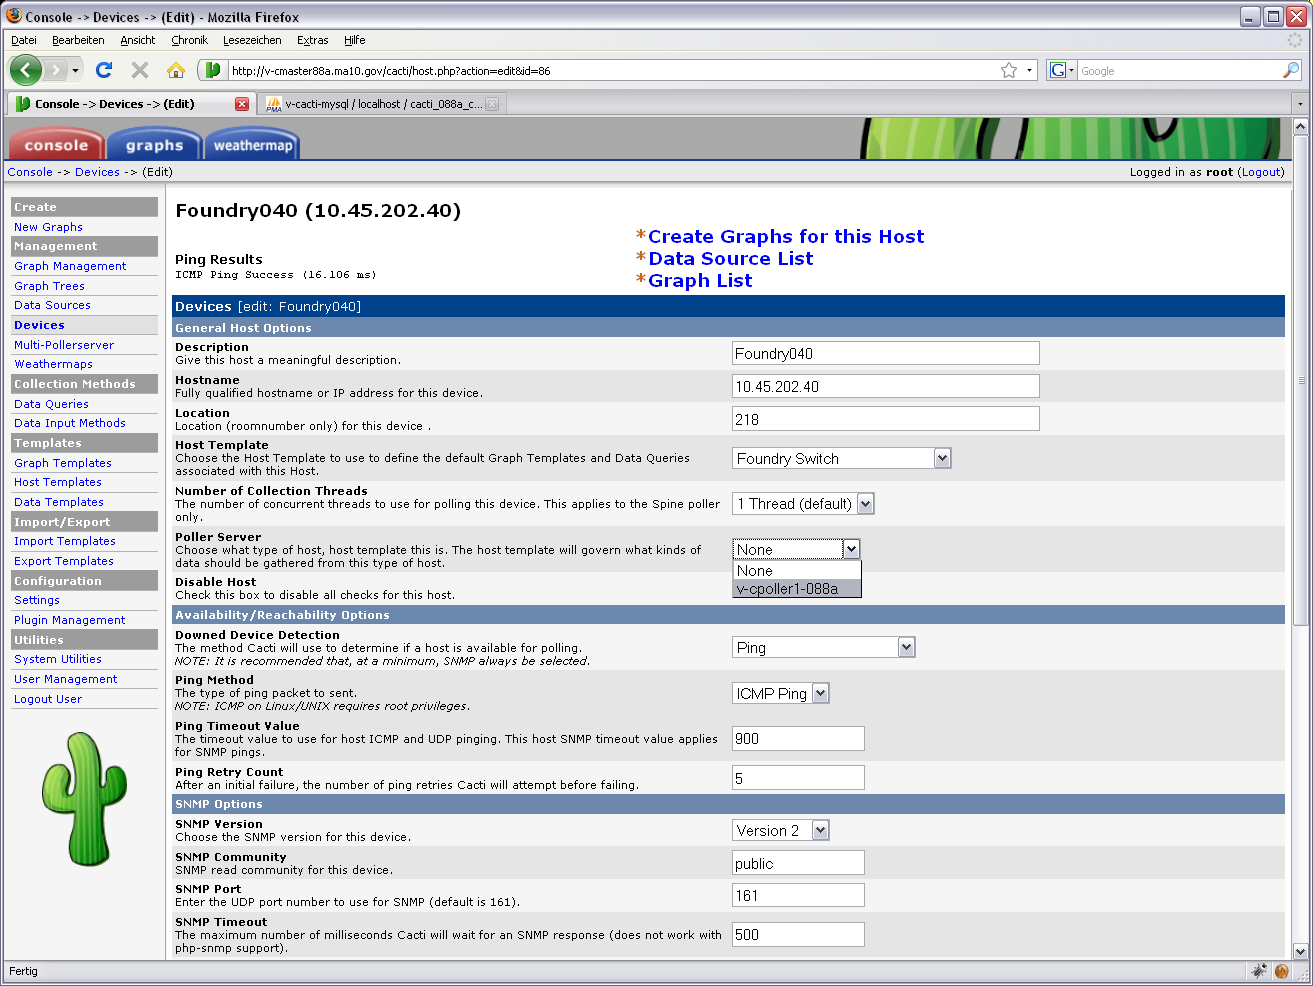 Console -> Devices -> (Edit) - Mozilla Firefox
Datei Bearbeiten Ansicht Chronik Lesezeichen Extras Hilfe
http://v-cmaster88a.ma10.gov/cacti/host.php?action=edit&id=86
G Google
Console -> Devices -> (Edit)
PMA v-cacti-mysql / localhost / cacti_088a_c...
console graphs weathermap
Console -> Devices -> (Edit)
Logged in as root (Logout)
Create
New Graphs
Management
Graph Management
Graph Trees
Data Sources
Devices
Multi-Pollerserver
Weathermaps
Collection Methods
Data Queries
Data Input Methods
Templates
Graph Templates
Host Templates
Data Templates
Import/Export
Import Templates
Export Templates
Configuration
Settings
Plugin Management
Utilities
System Utilities
User Management
Logout User
Foundry040 (10.45.202.40)
Ping Results
ICMP Ping Success (16.106 ms)
*Create Graphs for this Host
*Data Source List
*Graph List
Devices [edit: Foundry040]
General Host Options
Description
Give this host a meaningful description.
Foundry040
Hostname
Fully qualified hostname or IP address for this device.
10.45.202.40
Location
Location (roomnumber only) for this device .
218
Host Template
Choose the Host Template to use to define the default Graph Templates and Data Queries
associated with this Host.
Foundry Switch
Number of Collection Threads
The number of concurrent threads to use for polling this device. This applies to the Spine poller
only.
1 Thread (default)
Poller Server
Choose what type of host, host template this is. The host template will govern what kinds of
data should be gathered from this type of host.
None
None
v-cpoller1-088a
Disable Host
Check this box to disable all checks for this host.
Availability/Reachability Options
Downed Device Detection
The method Cacti will use to determine if a host is available for polling.
NOTE: It is recommended that, at a minimum, SNMP always be selected.
Ping
Ping Method
The type of ping packet to sent.
NOTE: ICMP on Linux/UNIX requires root privileges.
ICMP Ping
Ping Timeout Value
The timeout value to use for host ICMP and UDP pinging. This host SNMP timeout value applies
for SNMP pings.
900
Ping Retry Count
After an initial failure, the number of ping retries Cacti will attempt before failing.
5
SNMP Options
SNMP Version
Choose the SNMP version for this device.
Version 2
SNMP Community
SNMP read community for this device.
public
SNMP Port
Enter the UDP port number to use for SNMP (default is 161).
161
SNMP Timeout
The maximum number of milliseconds Cacti will wait for an SNMP response (does not work with
php-snmp support).
500
Fertig